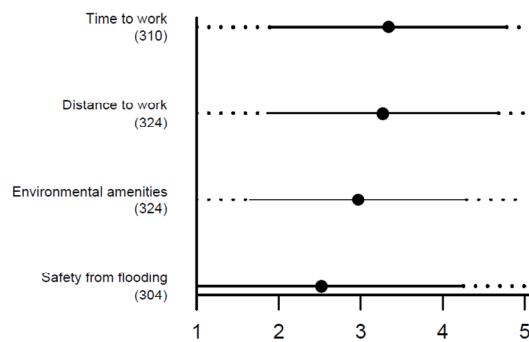 Time to work
(310)
Distance to work
(324)
Environmental amenities
(324)
Safety from flooding
(304)
1 2 3 4 5